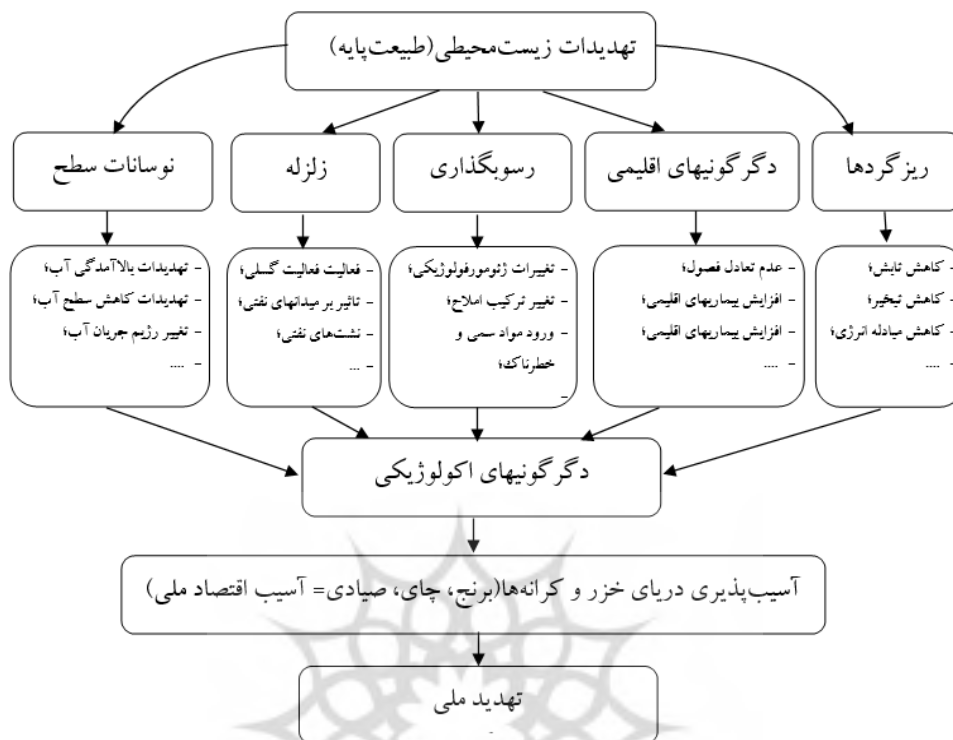 تهدیدات زیست‌محیطی(طبیعت‌پایه)
ریزگردها
دگرگونیهای اقلیمی
رسوبگذاری
زلزله
نوسانات سطح
- کاهش تابش؛
- کاهش تبخیر؛
- کاهش مبادله انرژی؛
- ....
- عدم تعادل فصول؛
- افزایش بیماریهای اقلیمی؛
- افزایش بیماریهای اقلیمی؛
- ....
- تغییرات ژئومورفولوژیکی؛
- تغییر ترکیب املاح؛
- ورود مواد سمی و
خطرناک؛
-
- فعالیت فعالیت گسلی؛
- تاثیر بر میدانهای نفتی؛
- نشت‌های نفتی؛
- ...
- تهدیدات بالاآمدگی آب؛
- تهدیدات کاهش سطح آب؛
- تغییر رژیم جریان آب؛
- ....
دگرگونیهای اکولوژیکی
آسیب‌پذیری دریای خزر و کرانه‌ها(برنج، چای، صیادی= آسیب اقتصاد ملی)
تهدید ملی